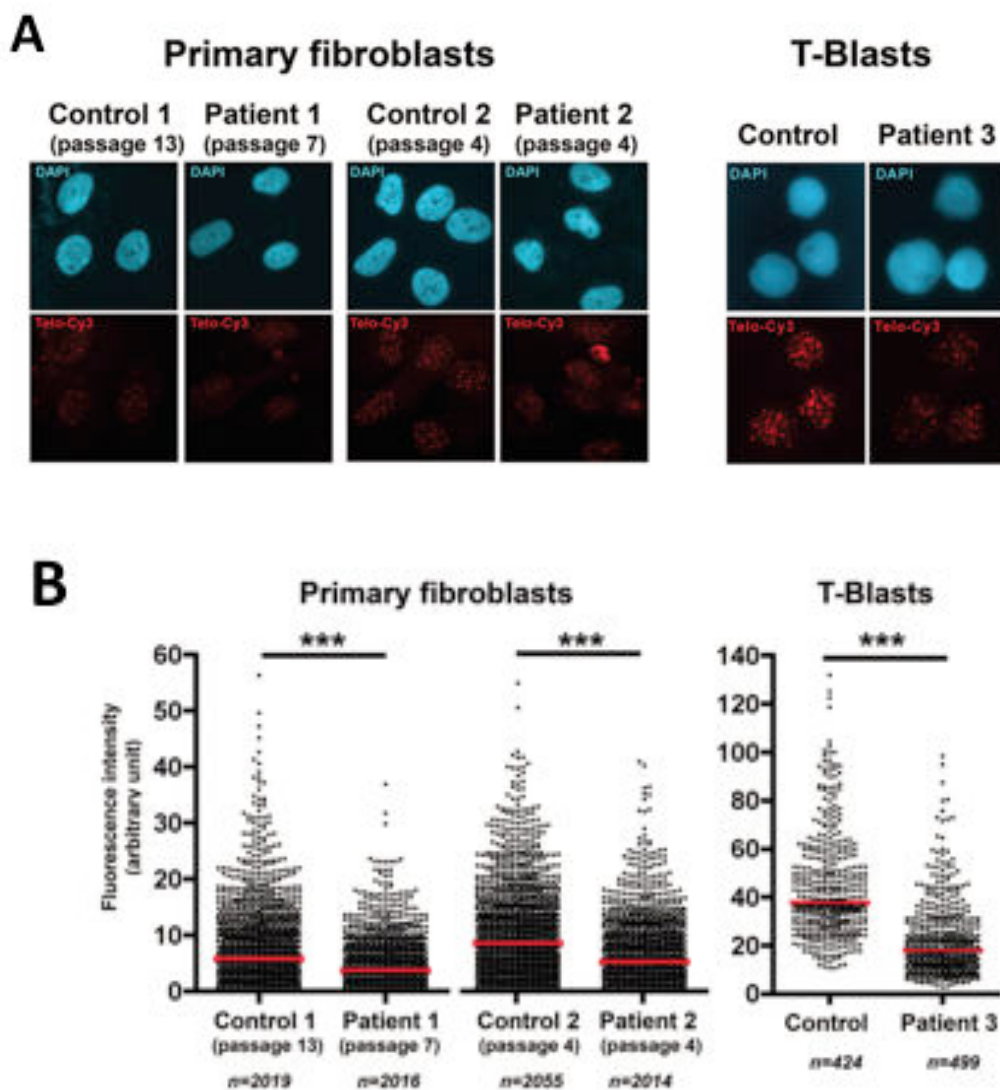 A
Primary fibroblasts
T-Blasts
Control 1
(passage 13)
Patient 1
(passage 7)
Control 2
(passage 4)
Patient 2
(passage 4)
Control
Patient 3
DAPI
DAPI
DAPI
DAPI
DAPI
DAPI
Telo-Cy3
Telo-Cy3
Telo-Cy3
Telo-Cy3
Telo-Cy3
Telo-Cy3
B
Primary fibroblasts
T-Blasts
***
***
***
Fluorescence intensity
(arbitrary unit)
60
50
40
30
20
10
0
140
120
100
80
60
40
20
0
Control 1
(passage 13)
n=2019
Patient 1
(passage 7)
n=2016
Control 2
(passage 4)
n=2055
Patient 2
(passage 4)
n=2014
Control
n=424
Patient 3
n=499